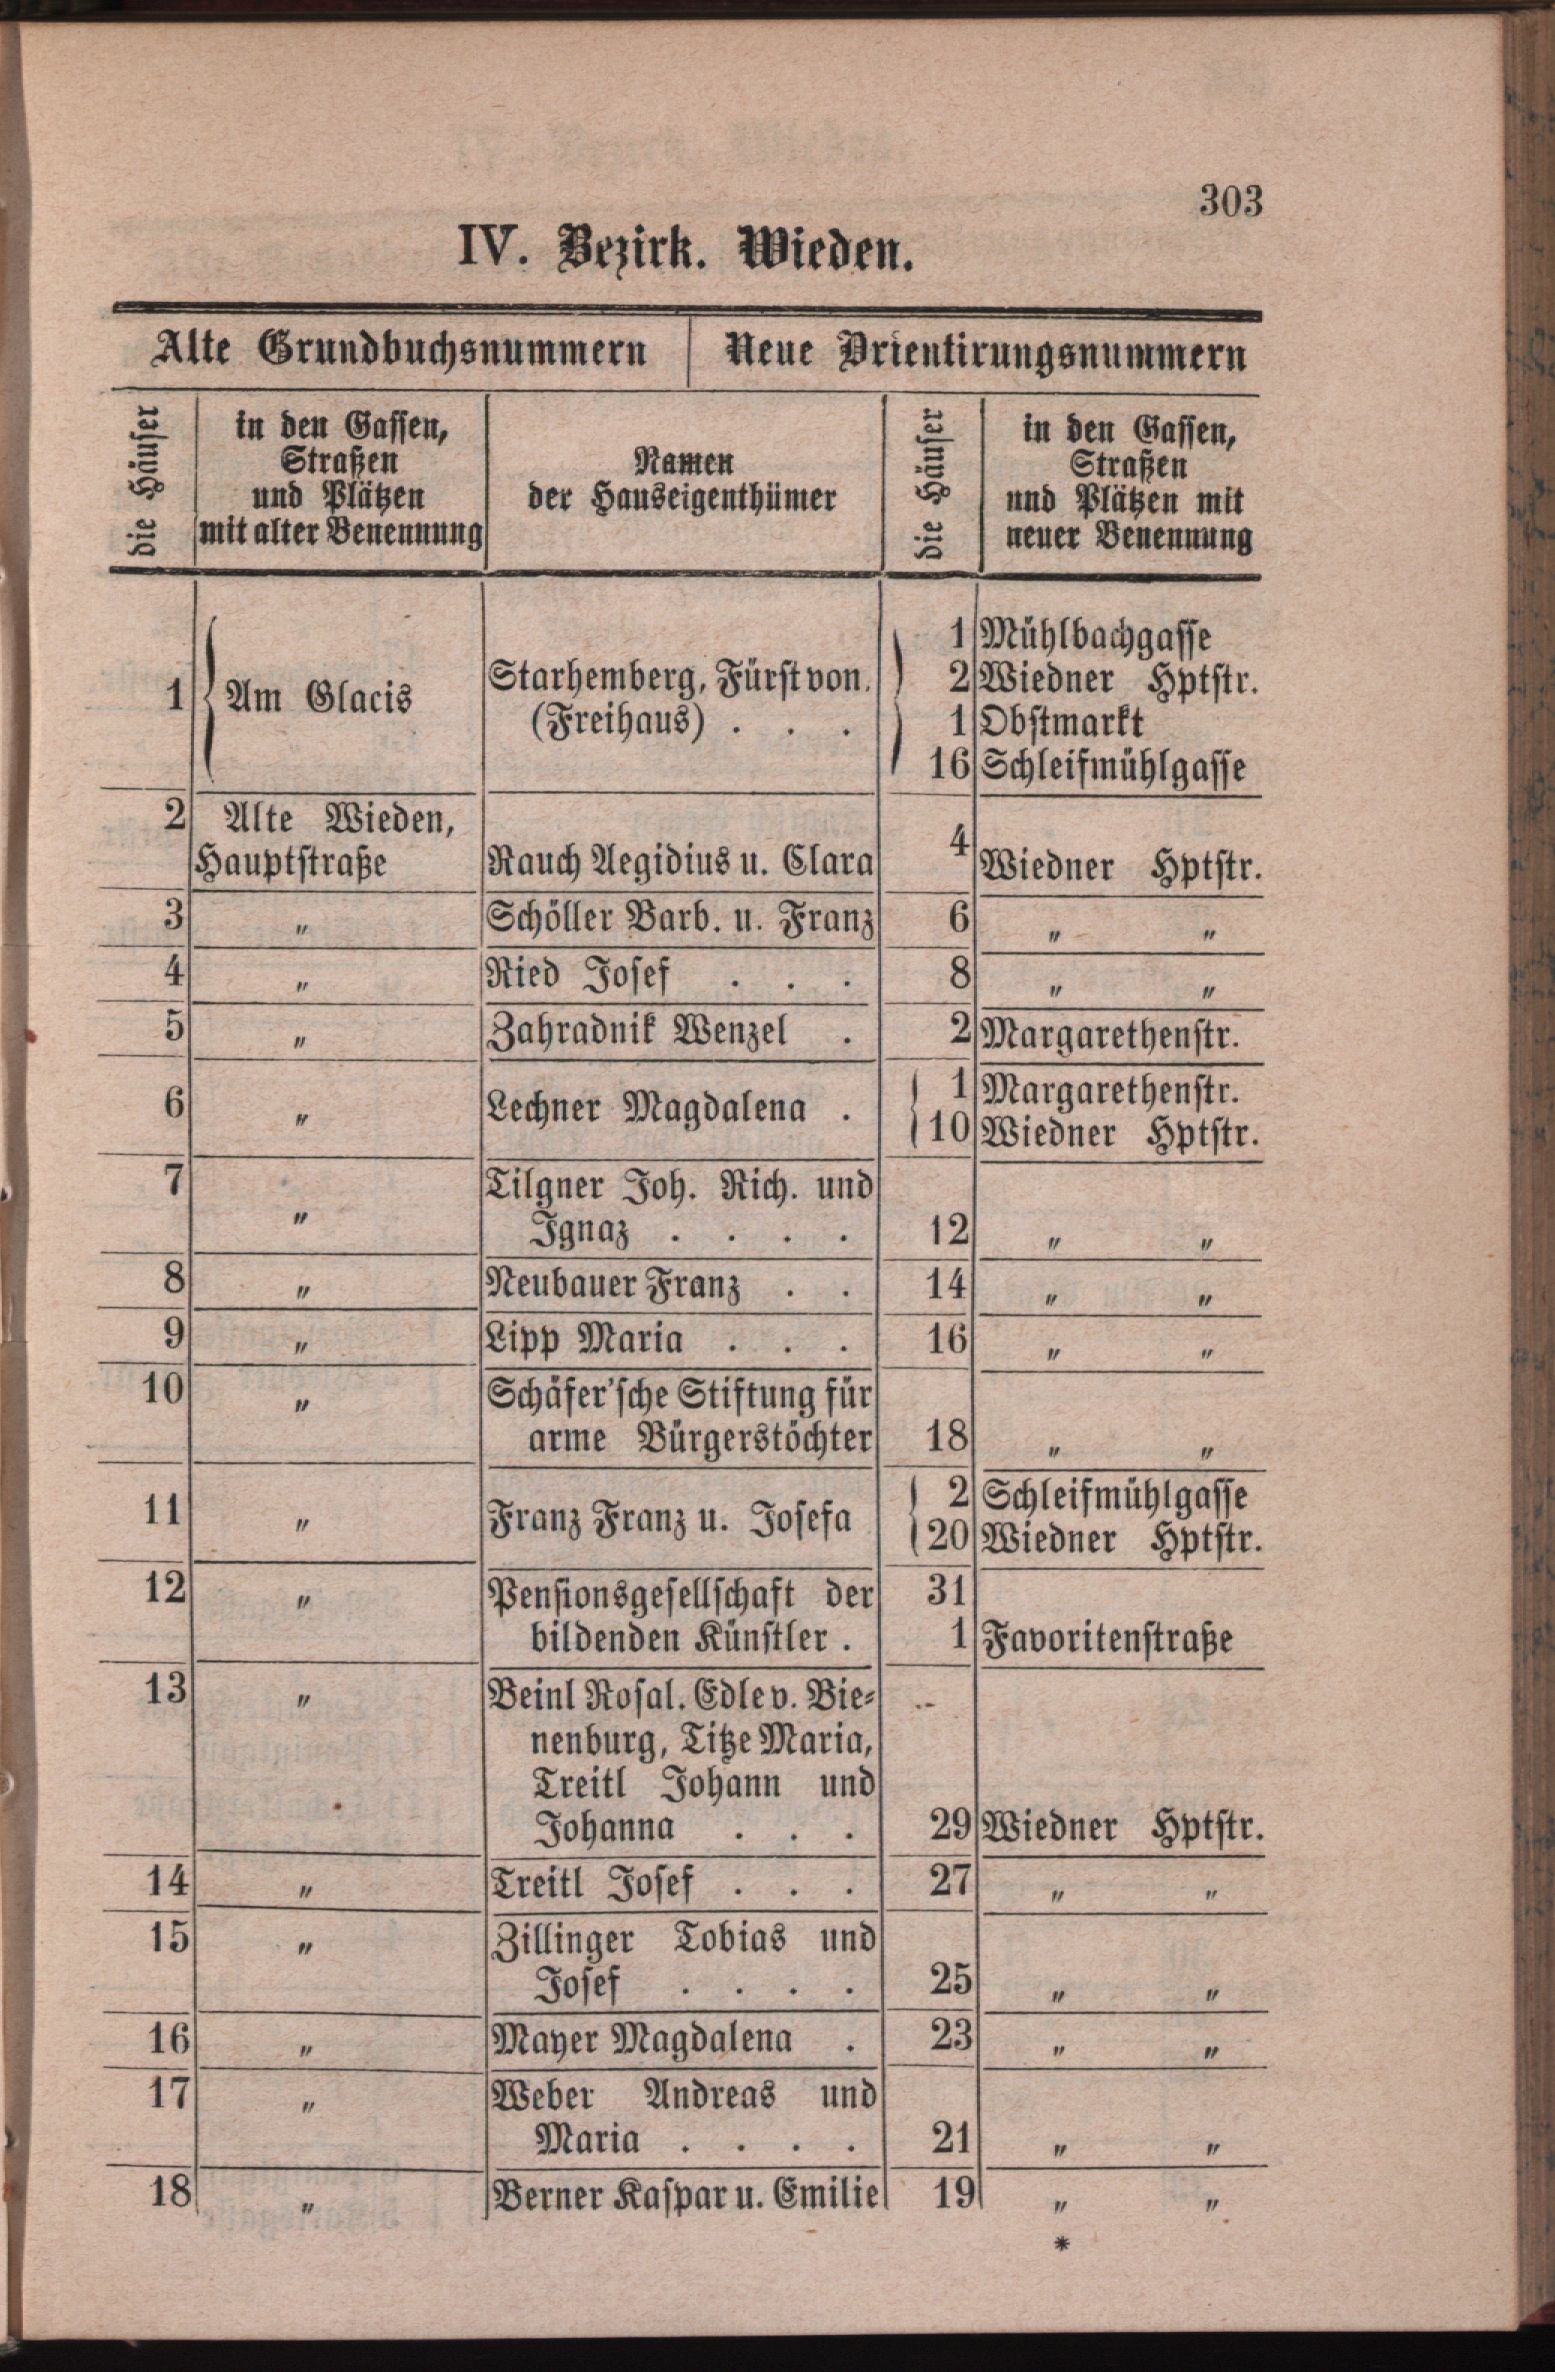 303
IV. Bezirk. Wieden.
Alte Grundbuchsnummern Neue Orientirungsnummern
die Häuser
in den Gassen,
Straßen
und Plätzen
mit alter Benennung
Namen
der Hauseigenthümer
die Häuser
in den Gassen,
Straßen
und Plätzen mit
neuer Benennung
1 Am Glacis Starhemberg, Fürst von.
(Freihaus) . . .
1 Mühlbachgasse
2 Wiedner Hptstr.
1 Obstmarkt
16 Schleifmühlgasse
2 Alte Wieden,
Hauptstraße Rauch Aegidius u. Clara 4 Wiedner Hptstr.
3 " Schöller Barb. u. Franz 6 " "
4 " Ried Josef . . . 8 " "
5 " Zahradnik Wenzel . 2 Margarethenstr.
6 " Lechner Magdalena . 1 Margarethenstr.
10 Wiedner Hptstr.
7 " Tilgner Joh. Rich. und
Ignaz . . . . 12 " "
8 " Neubauer Franz . . 14 " "
9 " Lipp Maria . . . 16 " "
10 " Schäfer'sche Stiftung für
arme Bürgerstöchter 18 " "
11 " Franz Franz u. Josefa 2 Schleifmühlgasse
20 Wiedner Hptstr.
12 " Pensionsgesellschaft der 31
bildenden Künstler . 1 Favoritenstraße
13 " Beinl Rosal. Edle v. Bie-
nenburg, Titze Maria,
Treitl Johann und
Johanna . . . 29 Wiedner Hptstr.
14 " Treitl Josef . . . 27 " "
15 " Zillinger Tobias und
Josef . . . . 25 " "
16 " Mayer Magdalena . 23 " "
17 " Weber Andreas und
Maria . . . . 21 " "
18 " Berner Kaspar u. Emilie 19 " "
*